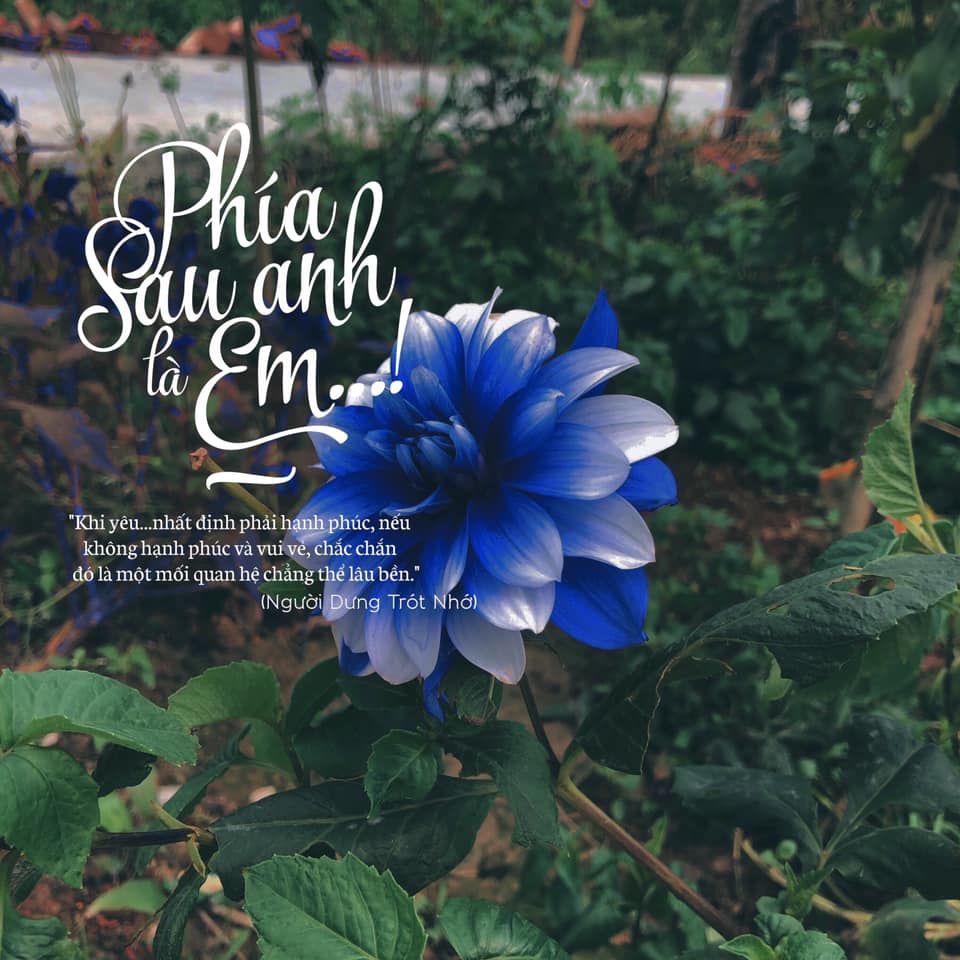 Phía
Sau anh
là Em...!
"Khi yêu...nhất định phải hạnh phúc, nếu
không hạnh phúc và vui vẻ, chắc chắn
đó là một mối quan hệ chẳng thể lâu bền."
(Người Dưng Trót Nhớ)